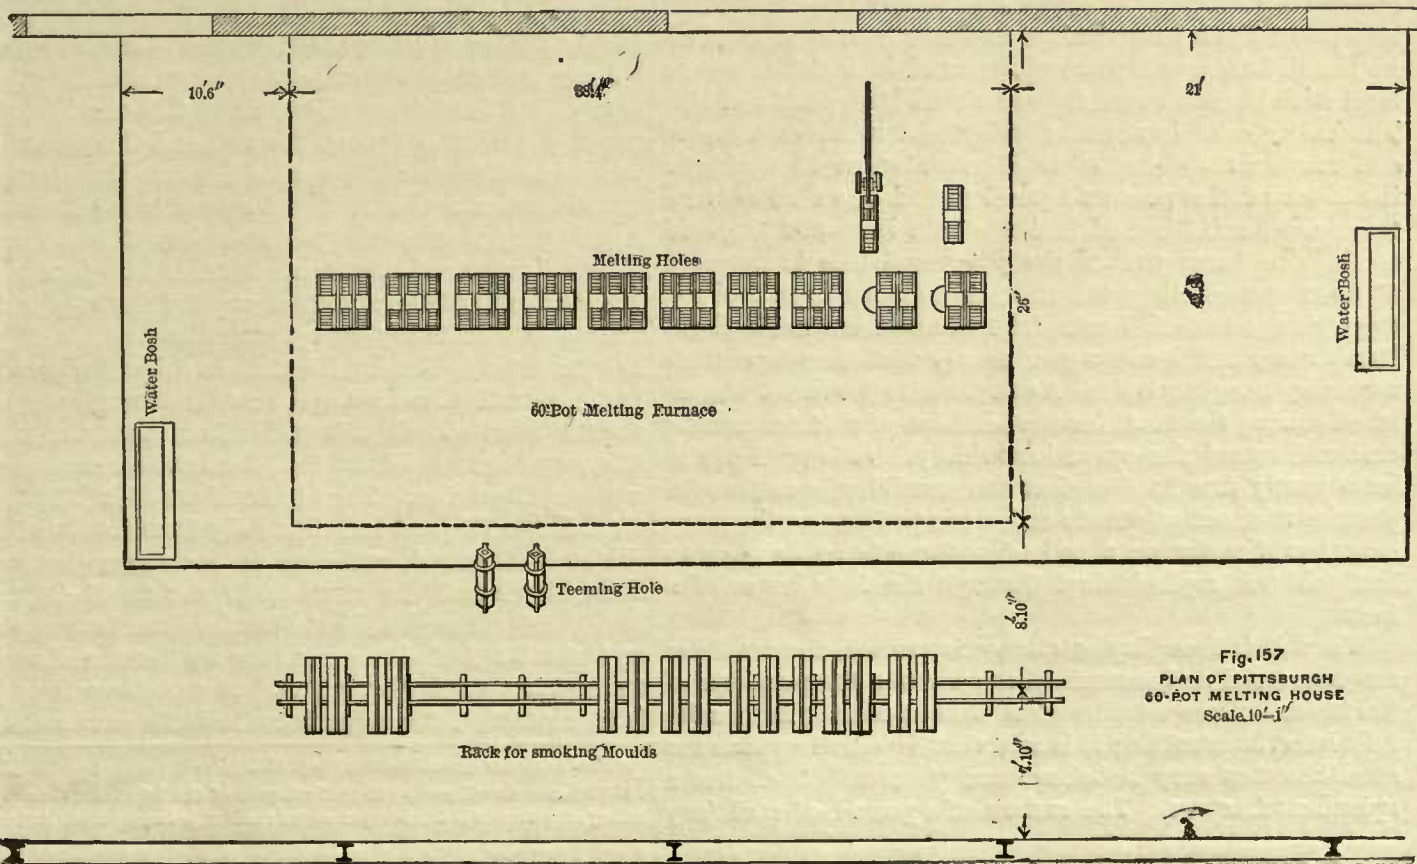 10.'6"
21'
Melting Holes
26'
Water Bosh
Water Bosh
60-Pot Melting Furnace
Teeming Hole
8.'10"
Fig. 157
PLAN OF PITTSBURGH
60-POT MELTING HOUSE
Scale 10'–1"
Rack for smoking Moulds
7.'10"